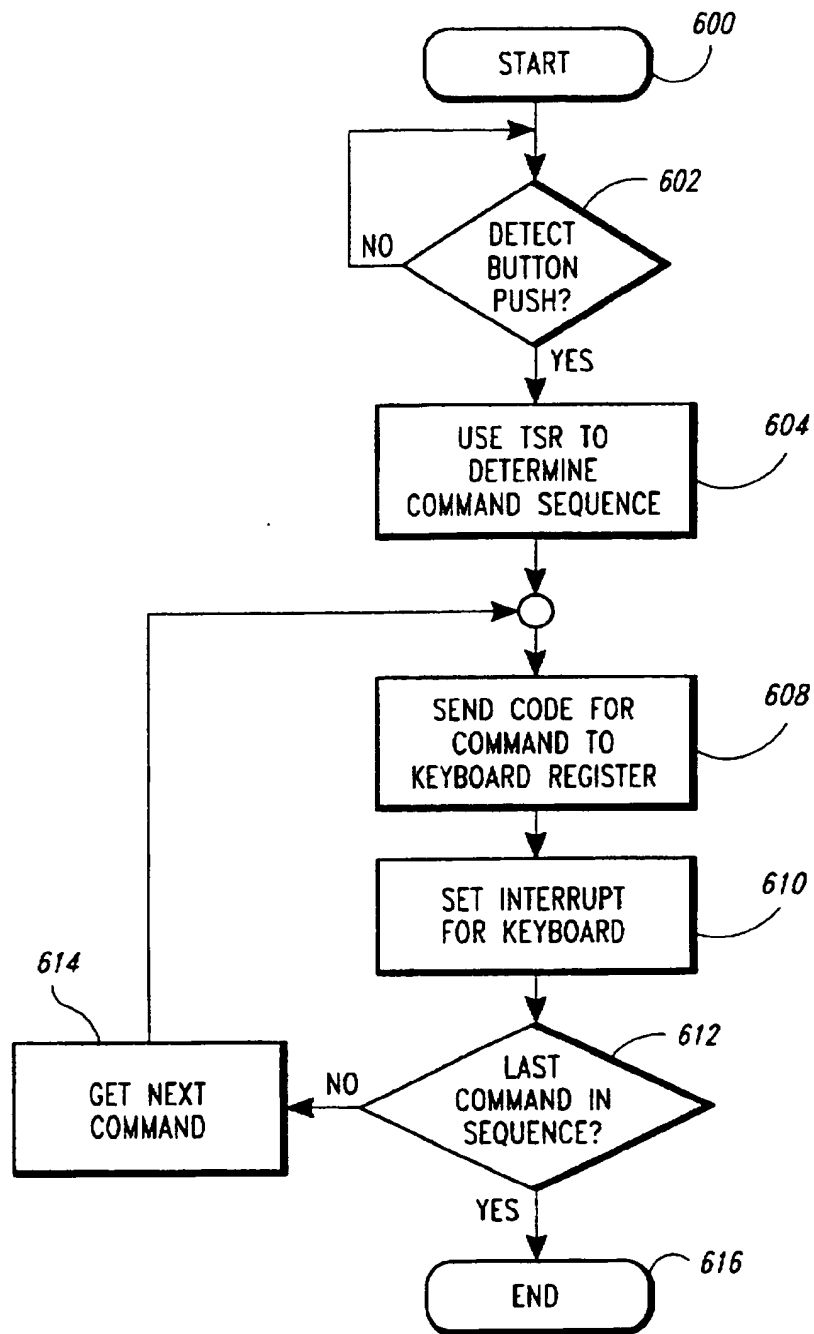 START
600
602
DETECT
BUTTON
PUSH?
NO
YES
USE TSR TO
DETERMINE
COMMAND SEQUENCE
604
SEND CODE FOR
COMMAND TO
KEYBOARD REGISTER
608
SET INTERRUPT
FOR KEYBOARD
610
614
GET NEXT
COMMAND
NO
LAST
COMMAND IN
SEQUENCE?
612
YES
END
616